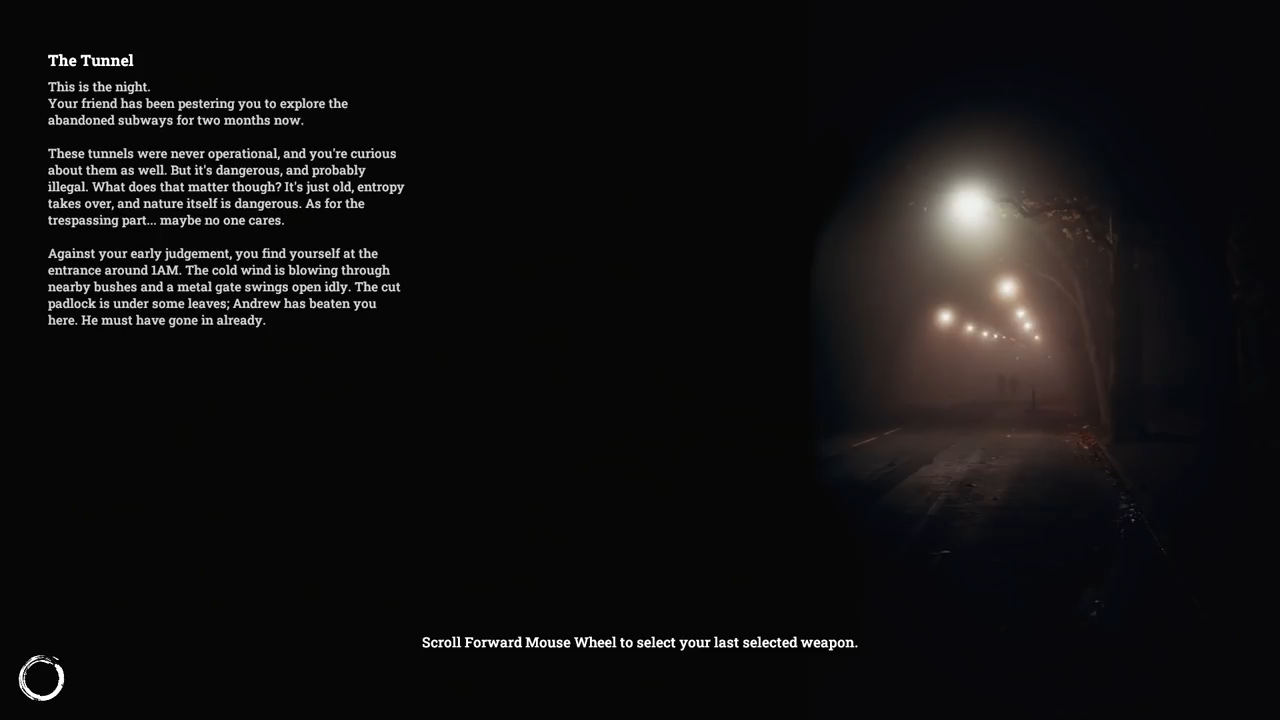 The Tunnel
This is the night.
Your friend has been pestering you to explore the
abandoned subways for two months now.
These tunnels were never operational, and you're curious
about them as well. But it's dangerous, and probably
illegal. What does that matter though? It's just old, entropy
takes over, and nature itself is dangerous. As for the
trespassing part... maybe no one cares.
Against your early judgement, you find yourself at the
entrance around 1AM. The cold wind is blowing through
nearby bushes and a metal gate swings open idly. The cut
padlock is under some leaves; Andrew has beaten you
here. He must have gone in already.
Scroll Forward Mouse Wheel to select your last selected weapon.